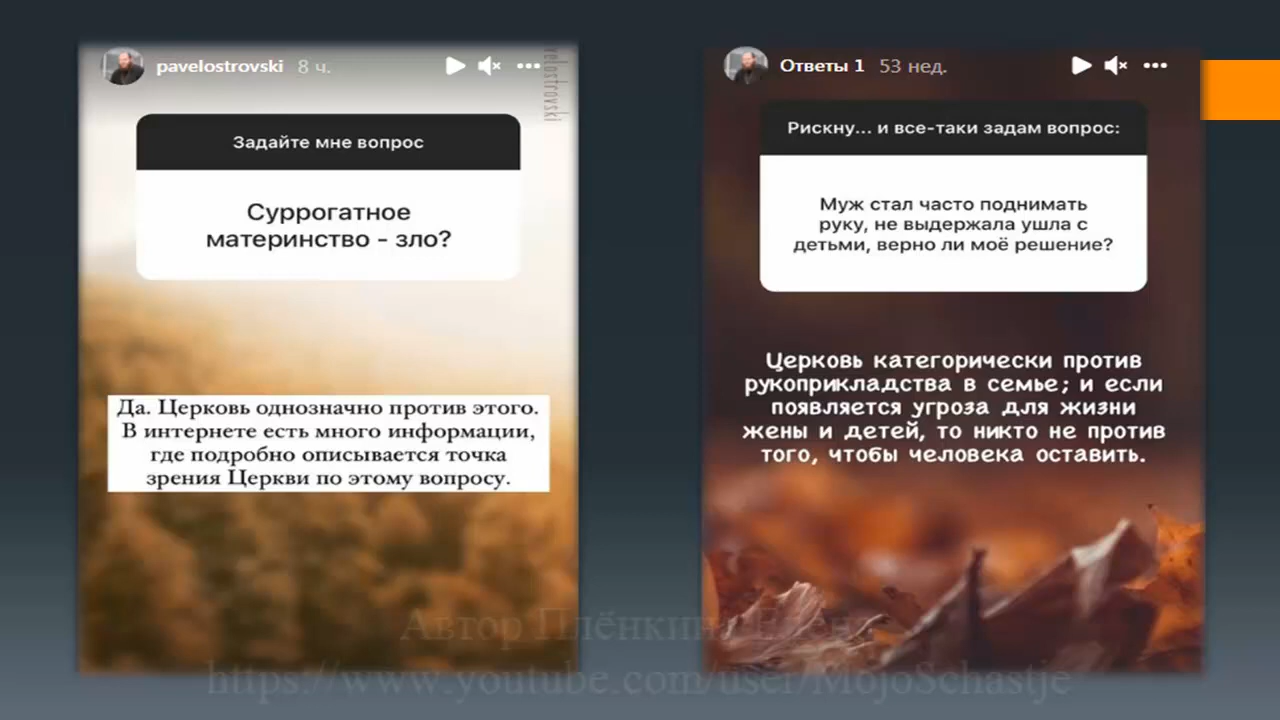 pavelostrovski 8 ч.
velostrovski
Задайте мне вопрос
Суррогатное
материнство - зло?
Да. Церковь однозначно против этого.
В интернете есть много информации,
где подробно описывается точка
зрения Церкви по этому вопросу.
Ответы 1 53 нед.
Рискну... и все-таки задам вопрос:
Муж стал часто поднимать
руку, не выдержала ушла с
детьми, верно ли моё решение?
Церковь категорически против
рукоприкладства в семье; и если
появляется угроза для жизни
жены и детей, то никто не против
того, чтобы человека оставить.
Автор Плёнкина Елена
https://www.youtube.com/user/MojoSchastje